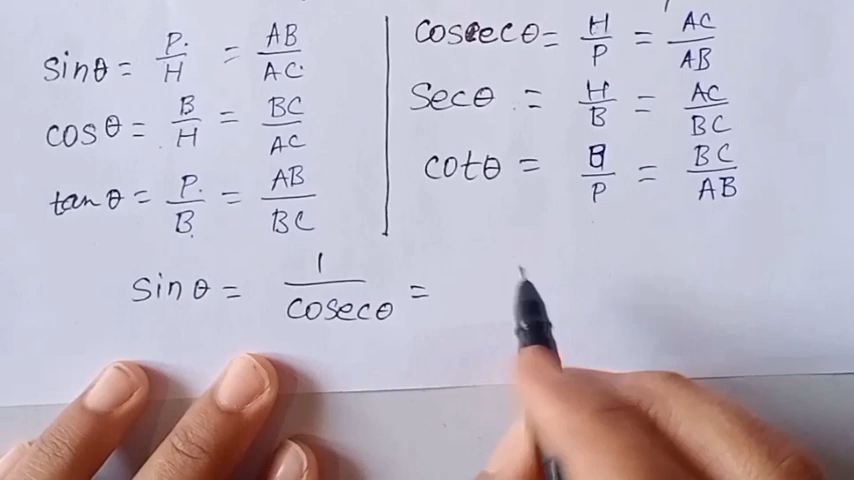 sinθ = P/H = AB/AC
cosθ = B/H = BC/AC
tanθ = P/B = AB/BC
cosecθ = H/P = AC/AB
Secθ = H/B = AC/BC
cotθ = B/P = BC/AB
sinθ = 1/cosecθ =